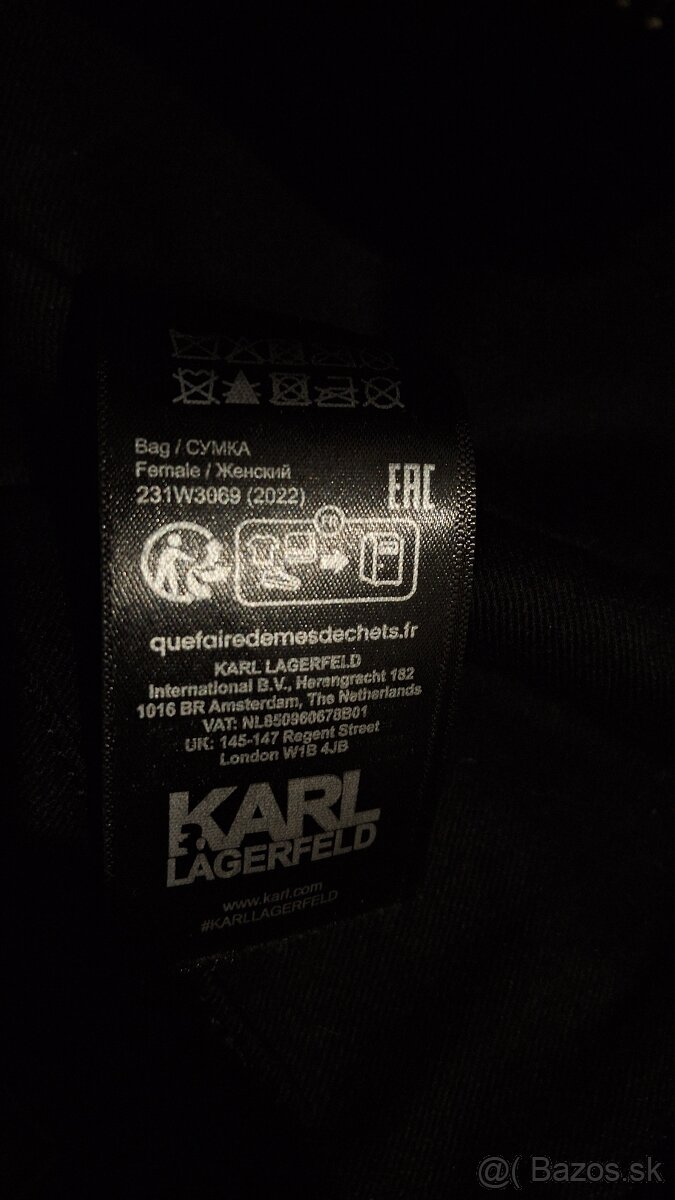 Bag / СУМКА
Female / Женский
231W3069 (2022)
EAC
FR
quefairedemesdechets.fr
KARL LAGERFELD
International B.V., Herengracht 182
1016 BR Amsterdam, The Netherlands
VAT: NL850960678B01
UK: 145-147 Regent Street
London W1B 4JB
KARL
LAGERFELD
www.karl.com
#KARLLAGERFELD
@( Bazos.sk